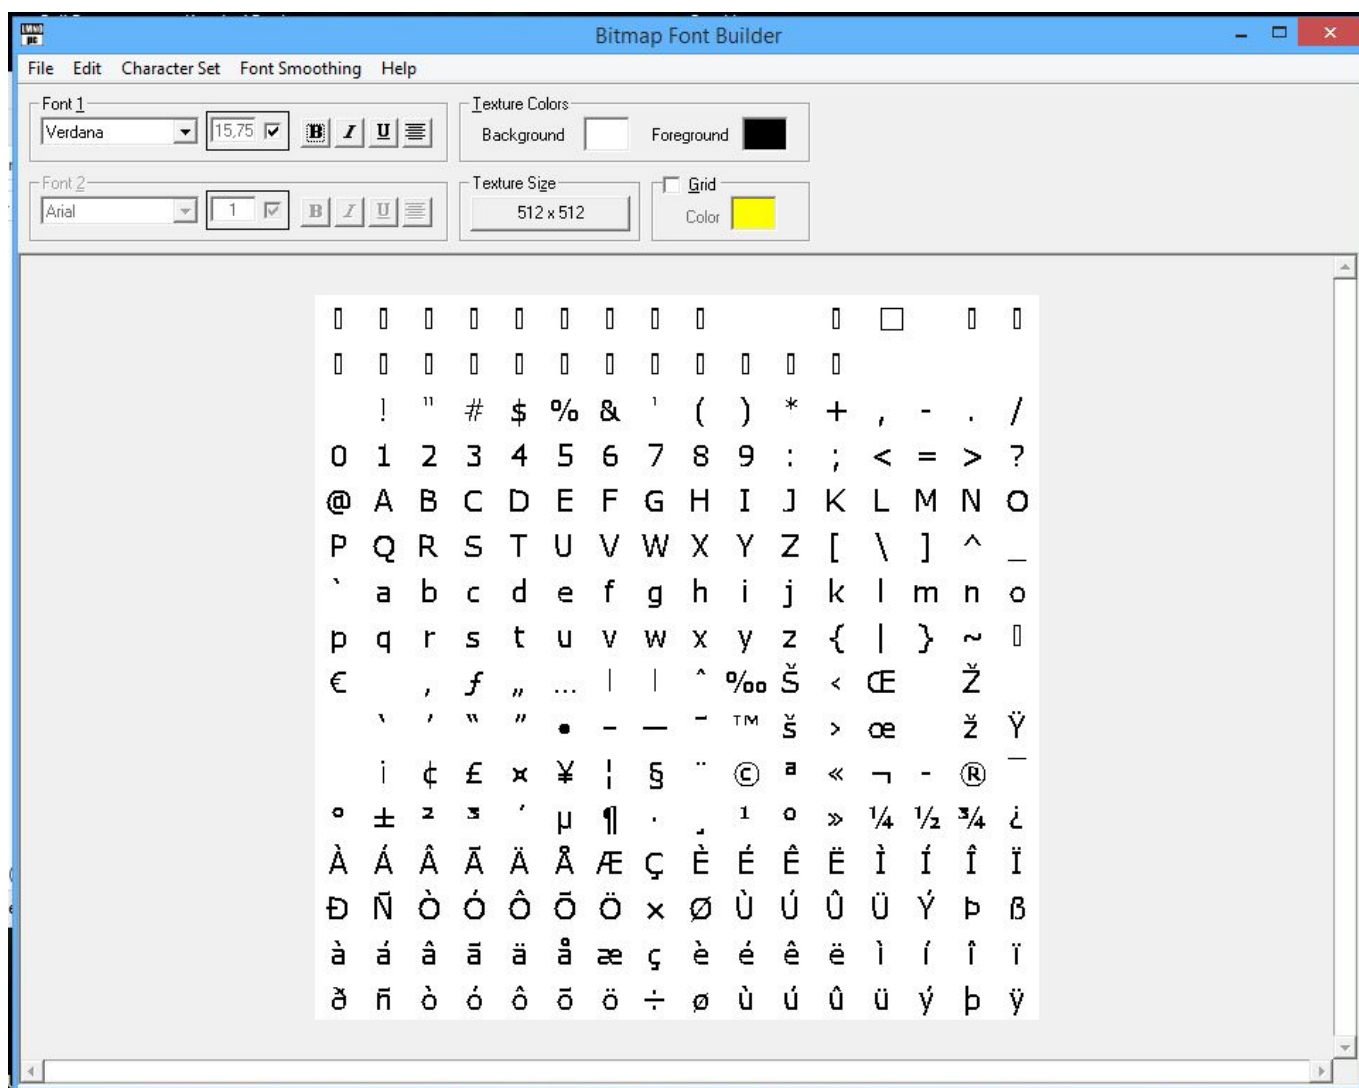 Bitmap Font Builder
File Edit Character Set Font Smoothing Help
Font 1
Verdana 15,75 B I U
Texture Colors
Background Foreground
Font 2
Arial 1 B I U
Texture Size
512 x 512
Grid
Color
! " # $ % & ' ( ) * + , - . /
0 1 2 3 4 5 6 7 8 9 : ; < = > ?
@ A B C D E F G H I J K L M N O
P Q R S T U V W X Y Z [ \ ] ^ _
` a b c d e f g h i j k l m n o
p q r s t u v w x y z { | } ~
€ ‚ ƒ „ … | | ˆ ‰ Š ‹ Œ Ž
‘ ’ “ ” • – — ˜ ™ š › œ ž Ÿ
¡ ¢ £ ¤ ¥ ¦ § ¨ © ª « ¬ - ® ¯
° ± ² ³ ´ µ ¶ · ¸ ¹ º » ¼ ½ ¾ ¿
À Á Â Ã Ä Å Æ Ç È É Ê Ë Ì Í Î Ï
Ð Ñ Ò Ó Ô Õ Ö × Ø Ù Ú Û Ü Ý Þ ß
à á â ã ä å æ ç è é ê ë ì í î ï
ð ñ ò ó ô õ ö ÷ ø ù ú û ü ý þ ÿ